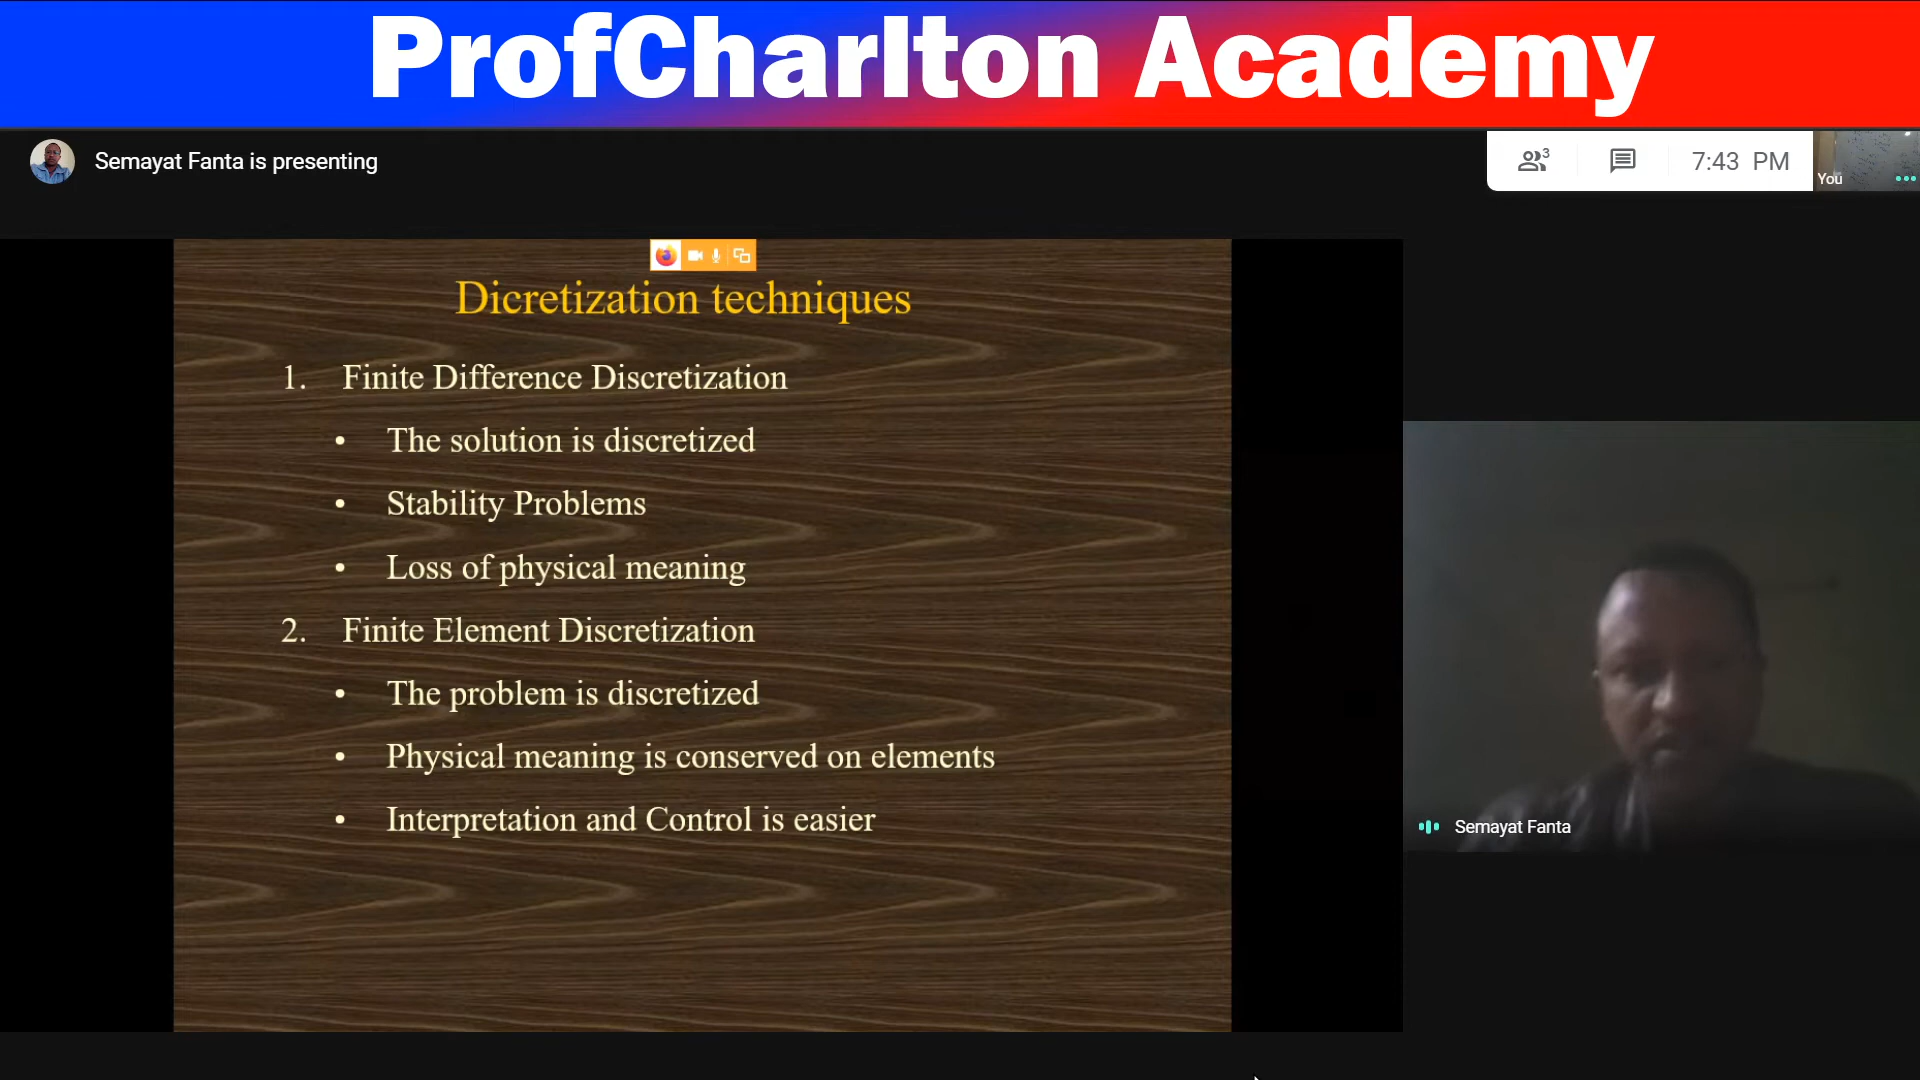 ProfCharlton Academy
Semayat Fanta is presenting
3
7:43 PM
You
Dicretization techniques
1. Finite Difference Discretization
• The solution is discretized
• Stability Problems
• Loss of physical meaning
2. Finite Element Discretization
• The problem is discretized
• Physical meaning is conserved on elements
• Interpretation and Control is easier
Semayat Fanta